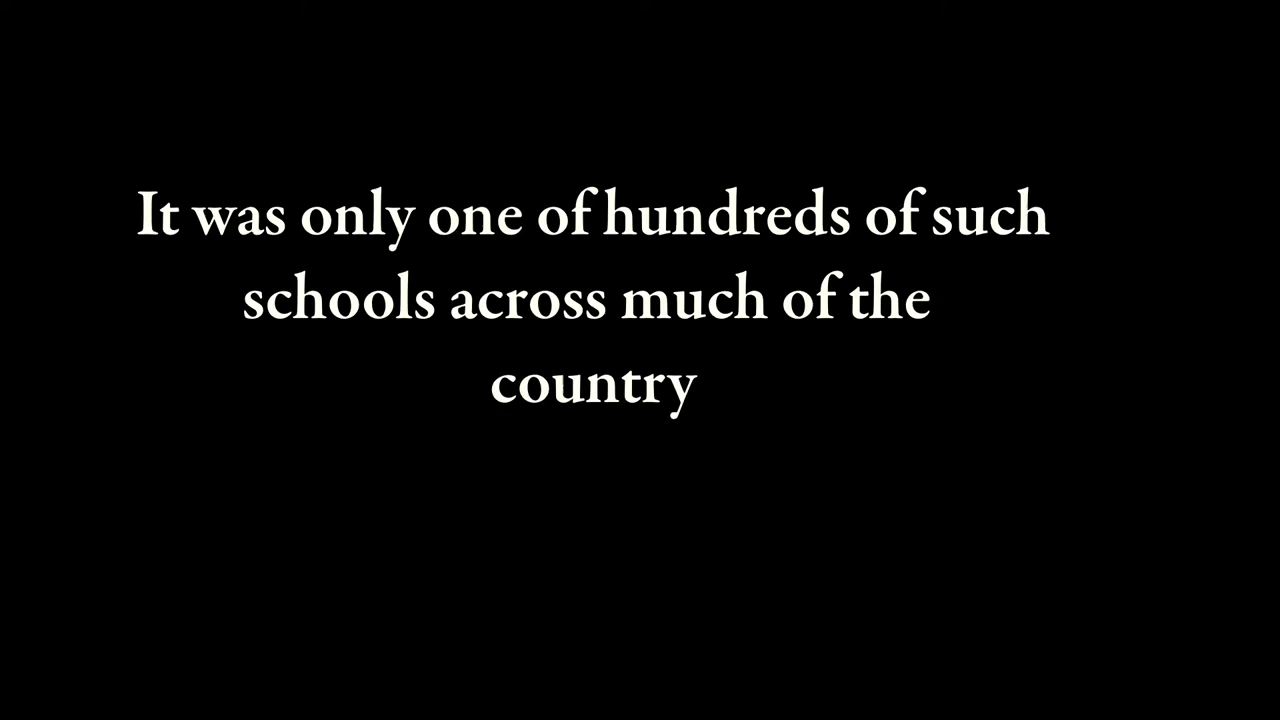 It was only one of hundreds of such
schools across much of the
country